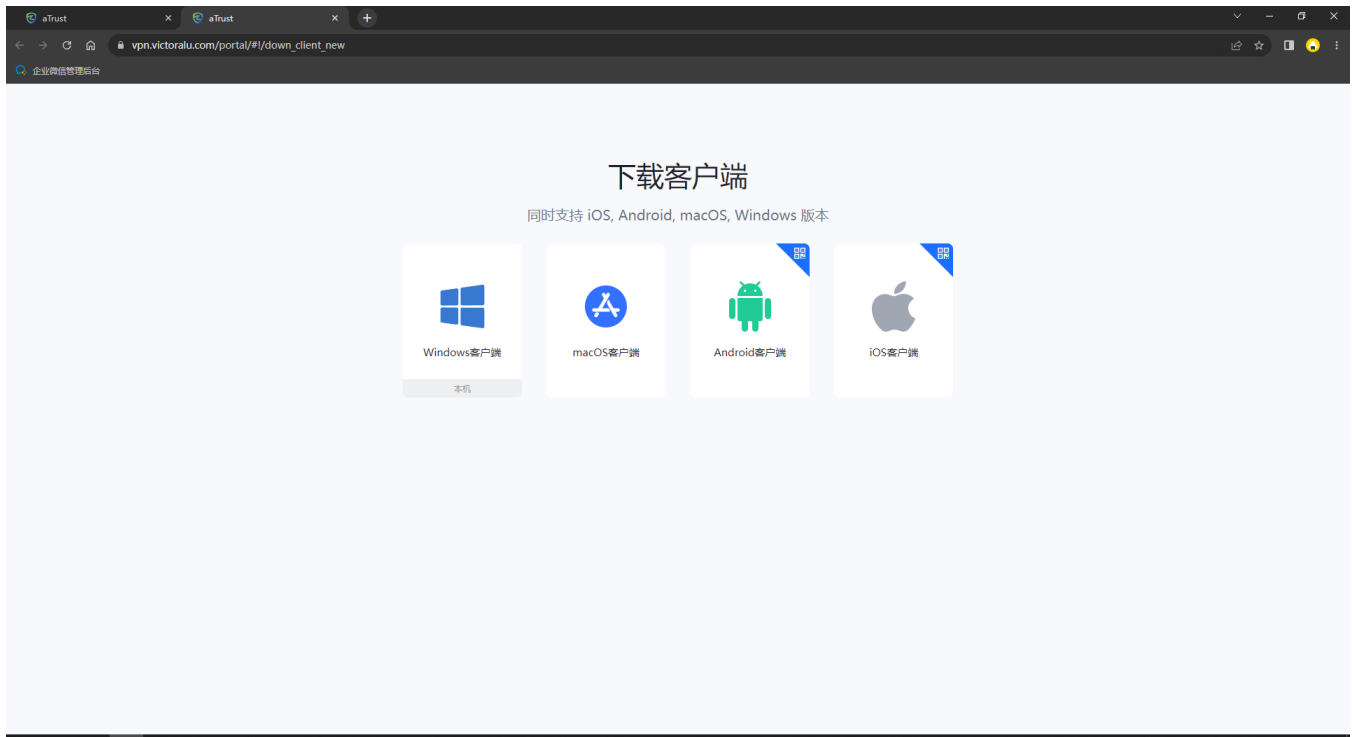 aTrust
aTrust
vpn.victoralu.com/portal/#!/down_client_new
企业微信管理后台
下载客户端
同时支持 iOS, Android, macOS, Windows 版本
Windows客户端
macOS客户端
Android客户端
iOS客户端
本机